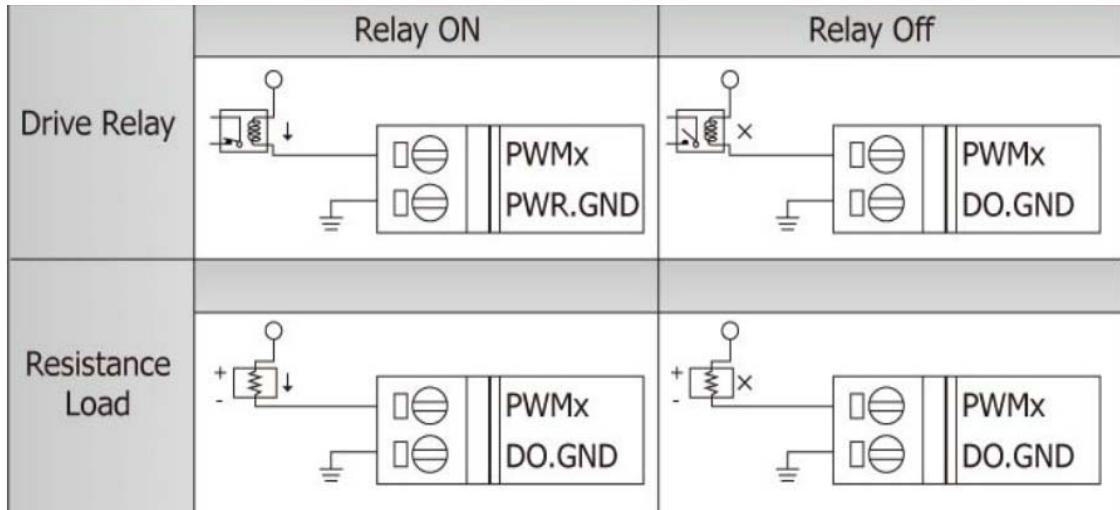 Relay ON
Relay Off
Drive Relay
PWMx
PWR.GND
PWMx
DO.GND
Resistance
Load
+
-
PWMx
DO.GND
+
-
PWMx
DO.GND